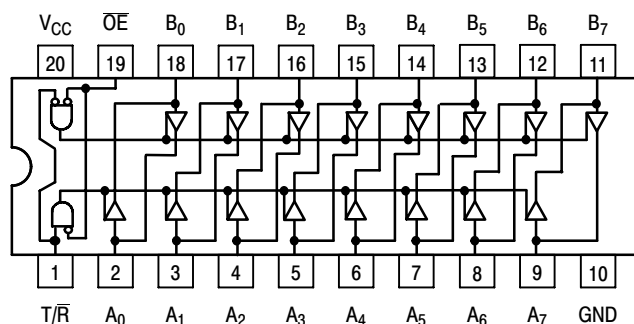 V_CC OE̅ B₀ B₁ B₂ B₃ B₄ B₅ B₆ B₇
20 19 18 17 16 15 14 13 12 11
1 2 3 4 5 6 7 8 9 10
T/R̅ A₀ A₁ A₂ A₃ A₄ A₅ A₆ A₇ GND